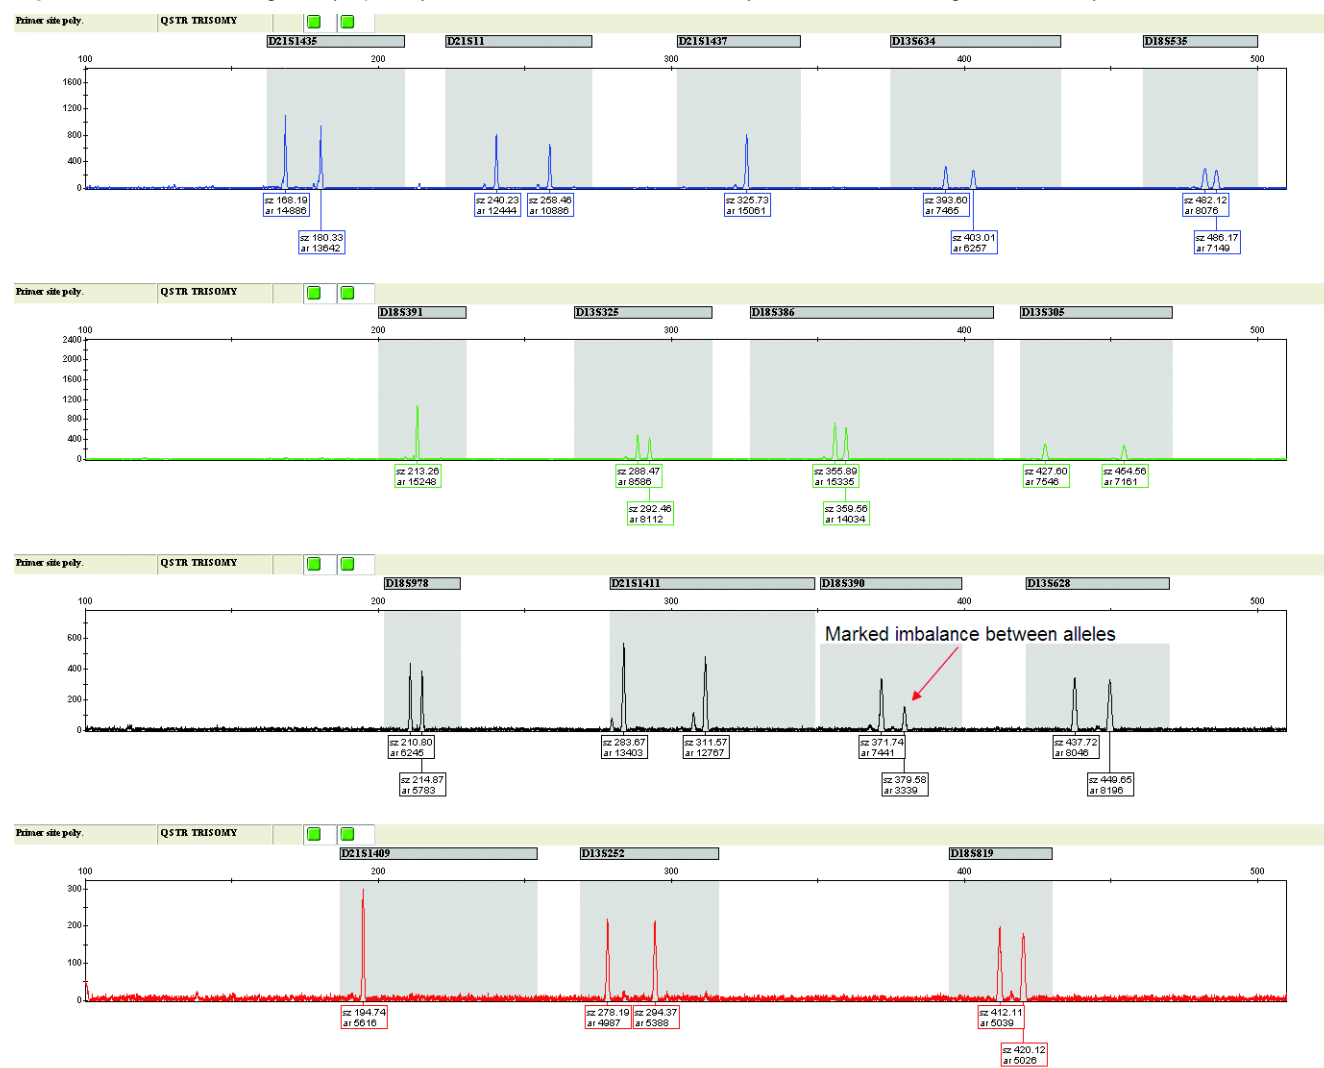 Primer site poly. QSTR TRISOMY
D21S1435 D21S11 D21S1437 D13S634 D18S535
100 200 300 400 500
1600
1200
800
400
0
sz 168.19
ar 14886
sz 180.33
ar 13642
sz 240.23
ar 12444
sz 258.46
ar 10886
sz 325.73
ar 15061
sz 393.60
ar 7465
sz 403.01
ar 6257
sz 482.12
ar 8076
sz 486.17
ar 7149
Primer site poly. QSTR TRISOMY
D18S391 D13S325 D18S386 D13S305
100 200 300 400 500
2400
2000
1600
1200
800
400
0
sz 213.26
ar 15248
sz 288.47
ar 8586
sz 292.46
ar 8112
sz 355.89
ar 15335
sz 359.56
ar 14034
sz 427.60
ar 7546
sz 454.56
ar 7161
Primer site poly. QSTR TRISOMY
D18S978 D21S1411 D18S390 D13S628
100 200 300 400 500
Marked imbalance between alleles
600
400
200
0
sz 210.80
ar 6245
sz 214.87
ar 5783
sz 283.67
ar 13403
sz 311.57
ar 12767
sz 371.74
ar 7441
sz 379.58
ar 3339
sz 437.72
ar 8046
sz 449.65
ar 8196
Primer site poly. QSTR TRISOMY
D21S1409 D13S252 D18S819
100 200 300 400 500
300
200
100
0
sz 194.74
ar 5616
sz 278.19
ar 4987
sz 294.37
ar 5388
sz 412.11
ar 5039
sz 420.12
ar 5026